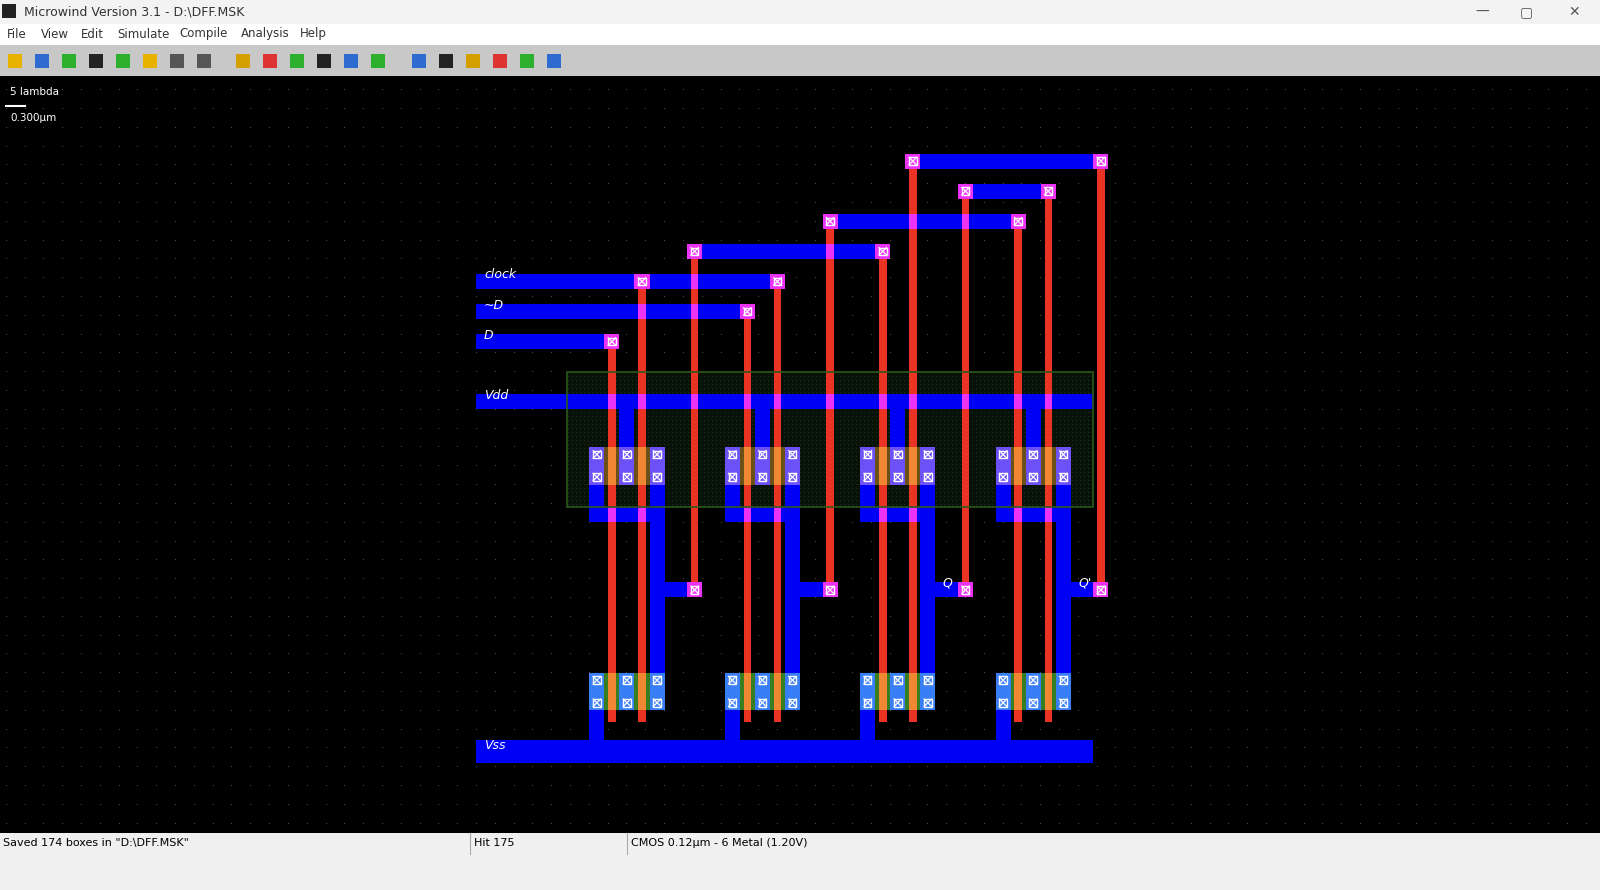 Microwind Version 3.1 - D:\DFF.MSK
File View Edit Simulate Compile Analysis Help
5 lambda
0.300μm
clock
~D
D
Vdd
Q Q'
Vss
Saved 174 boxes in "D:\DFF.MSK" Hit 175 CMOS 0.12μm - 6 Metal (1.20V)